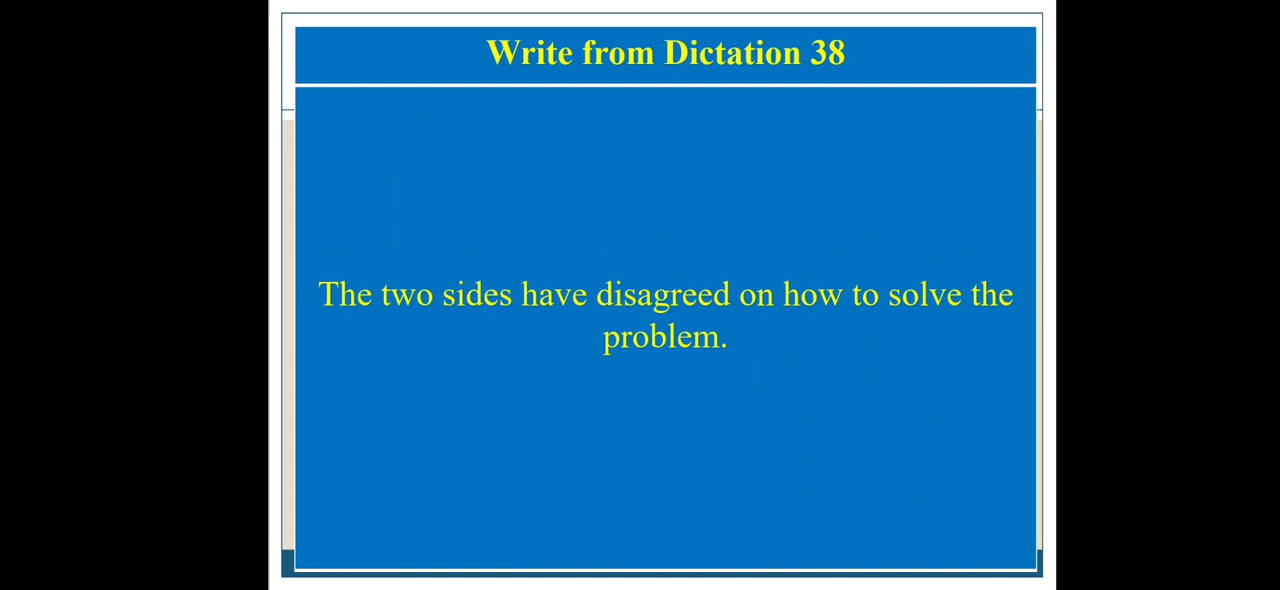 Write from Dictation 38
The two sides have disagreed on how to solve the
problem.